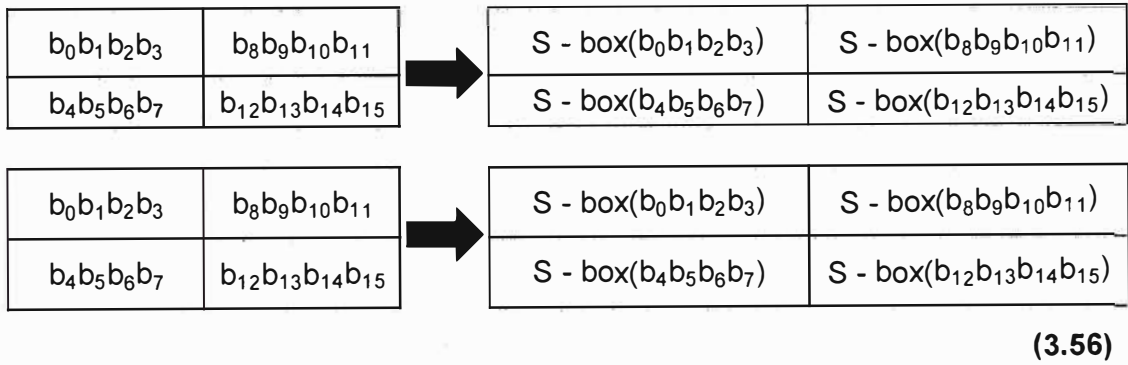 b₀b₁b₂b₃ b₈b₉b₁₀b₁₁ S - box(b₀b₁b₂b₃) S - box(b₈b₉b₁₀b₁₁)
b₄b₅b₆b₇ b₁₂b₁₃b₁₄b₁₅ S - box(b₄b₅b₆b₇) S - box(b₁₂b₁₃b₁₄b₁₅)
b₀b₁b₂b₃ b₈b₉b₁₀b₁₁ S - box(b₀b₁b₂b₃) S - box(b₈b₉b₁₀b₁₁)
b₄b₅b₆b₇ b₁₂b₁₃b₁₄b₁₅ S - box(b₄b₅b₆b₇) S - box(b₁₂b₁₃b₁₄b₁₅)
(3.56)